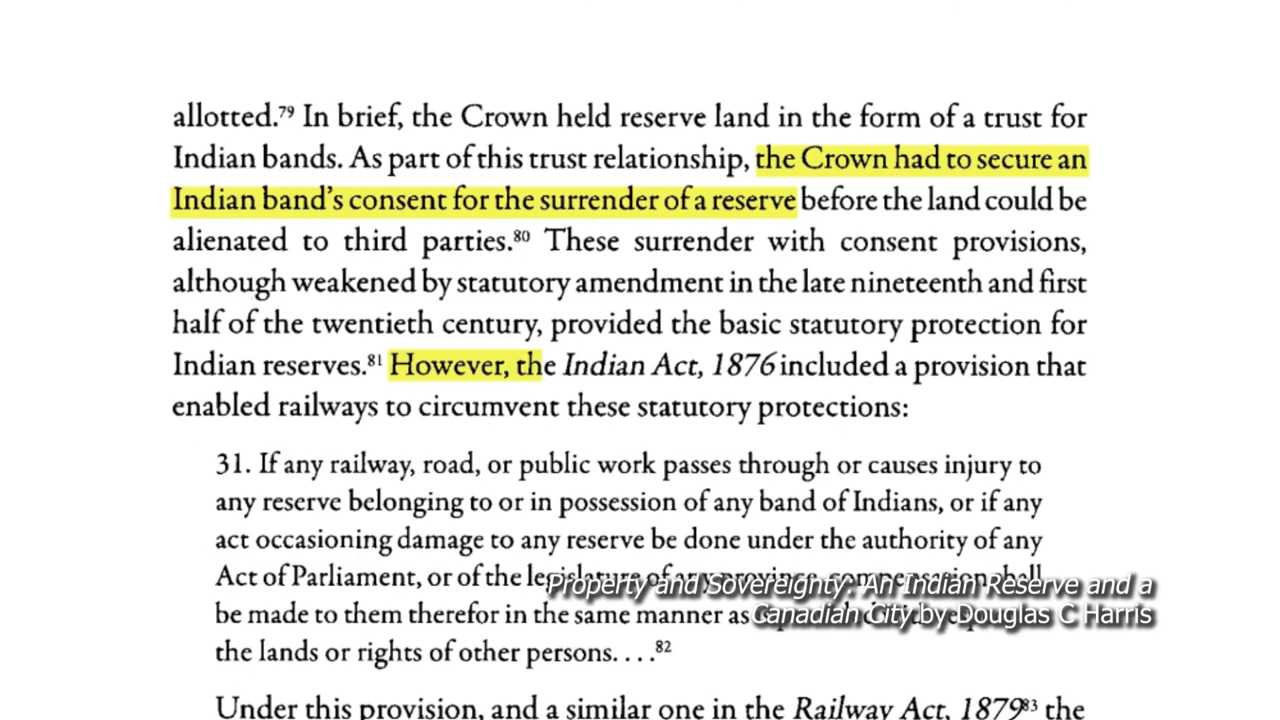 allotted.⁷⁹ In brief, the Crown held reserve land in the form of a trust for
Indian bands. As part of this trust relationship, the Crown had to secure an
Indian band's consent for the surrender of a reserve before the land could be
alienated to third parties.⁸⁰ These surrender with consent provisions,
although weakened by statutory amendment in the late nineteenth and first
half of the twentieth century, provided the basic statutory protection for
Indian reserves.⁸¹ However, the Indian Act, 1876 included a provision that
enabled railways to circumvent these statutory protections:
31. If any railway, road, or public work passes through or causes injury to
any reserve belonging to or in possession of any band of Indians, or if any
act occasioning damage to any reserve be done under the authority of any
Act of Parliament, or of the legislature of any province, compensation shall
be made to them therefor in the same manner as
the lands or rights of other persons. . . .⁸²
Under this provision, and a similar one in the Railway Act, 1879⁸³ the
Property and Sovereignty: An Indian Reserve and a
Canadian City by Douglas C Harris